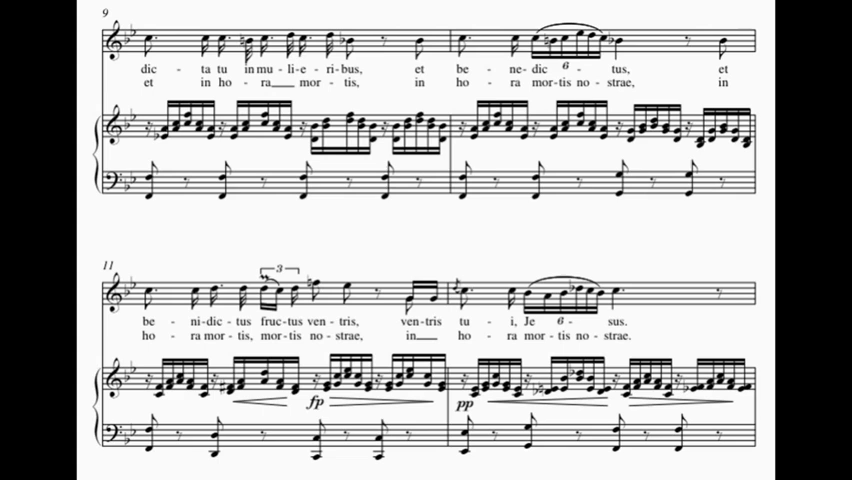 9
dic - ta tu in mu - li - e - ri - bus, et be - ne - dic - tus, et
et in ho - ra mor - tis, in ho - ra mor - tis no - strae, in
6
11
3
be - ni - dic - tus fruc - tus ven - tris, ven - tris tu - i, Je - sus.
ho - ra mor - tis, mor - tis no - strae, in ho - ra mor - tis no - strae.
6
fp
pp